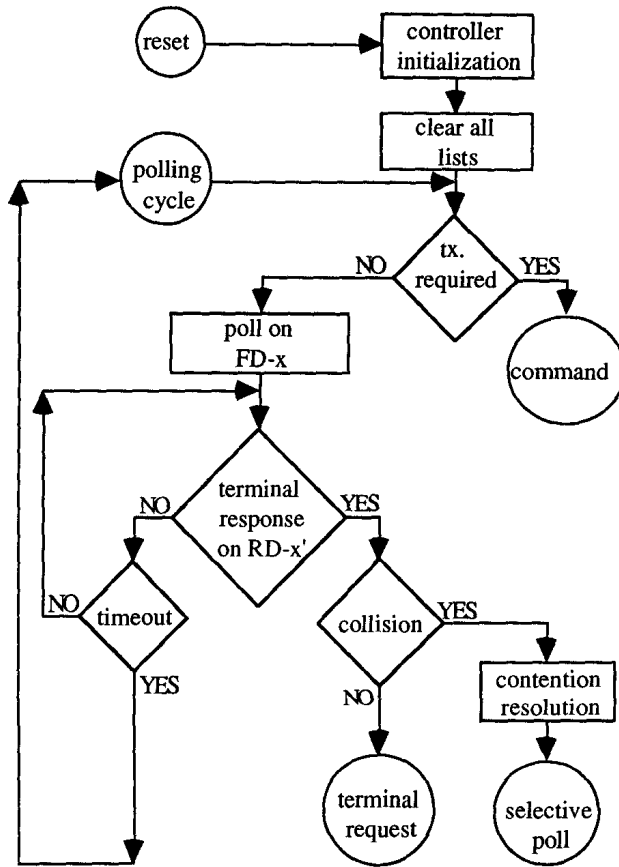 reset
controller
initialization
clear all
lists
polling
cycle
tx.
required
NO
YES
poll on
FD-x
command
terminal
response
on RD-x'
NO
YES
timeout
NO
YES
collision
YES
NO
contention
resolution
terminal
request
selective
poll